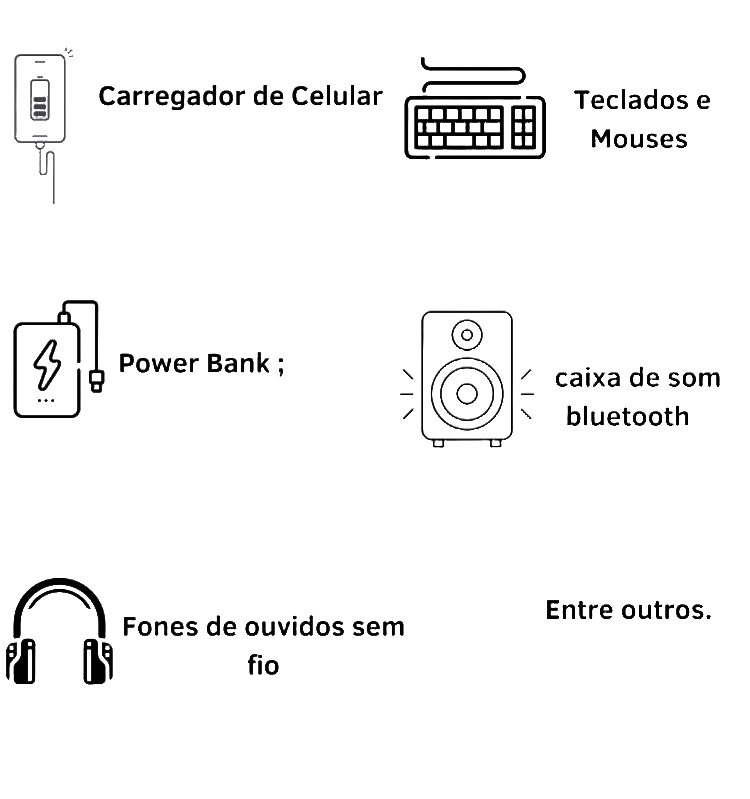 Carregador de Celular
Teclados e
Mouses
Power Bank ;
caixa de som
bluetooth
Fones de ouvidos sem
fio
Entre outros.